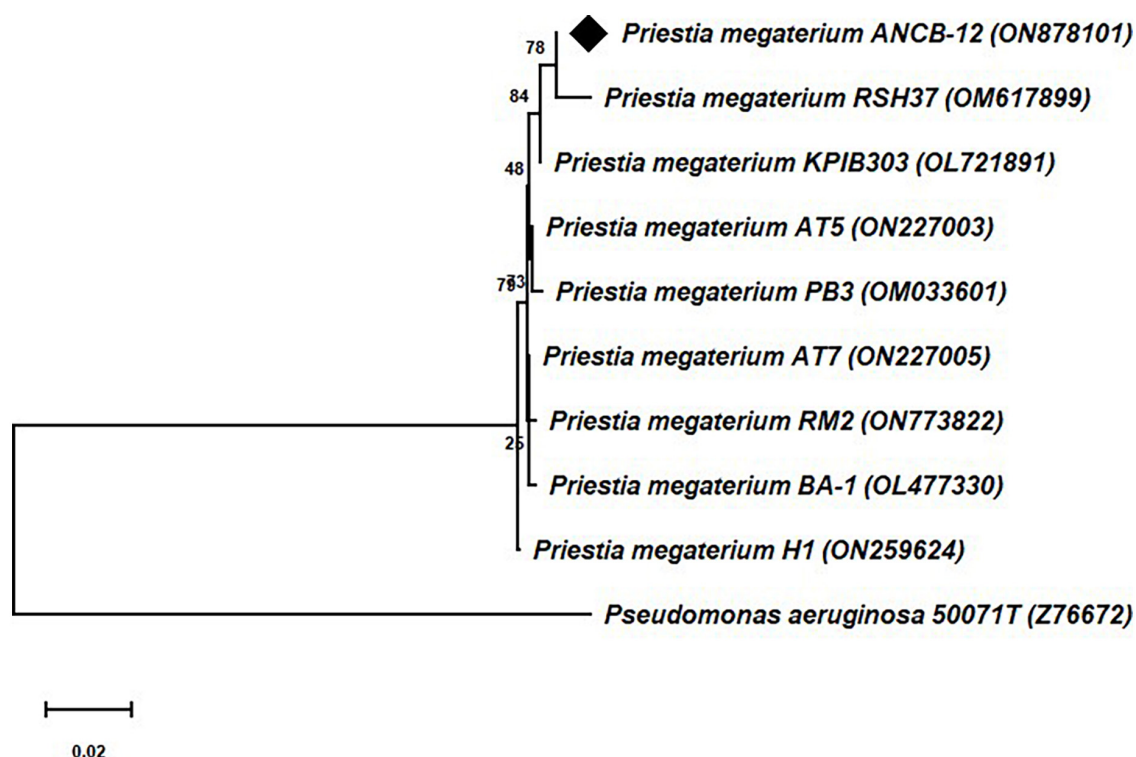 78
Priestia megaterium ANCB-12 (ON878101)
84
Priestia megaterium RSH37 (OM617899)
Priestia megaterium KPIB303 (OL721891)
48
Priestia megaterium AT5 (ON227003)
73
Priestia megaterium PB3 (OM033601)
Priestia megaterium AT7 (ON227005)
Priestia megaterium RM2 (ON773822)
25
Priestia megaterium BA-1 (OL477330)
Priestia megaterium H1 (ON259624)
Pseudomonas aeruginosa 50071T (Z76672)
0.02